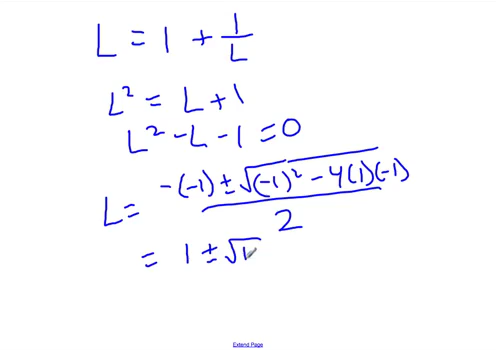 L = 1 + 1/L
L² = L + 1
L² - L - 1 = 0
L = (-(-1) ± √((-1)² - 4(1)(-1)))/2
= 1 ± √
Extend Page